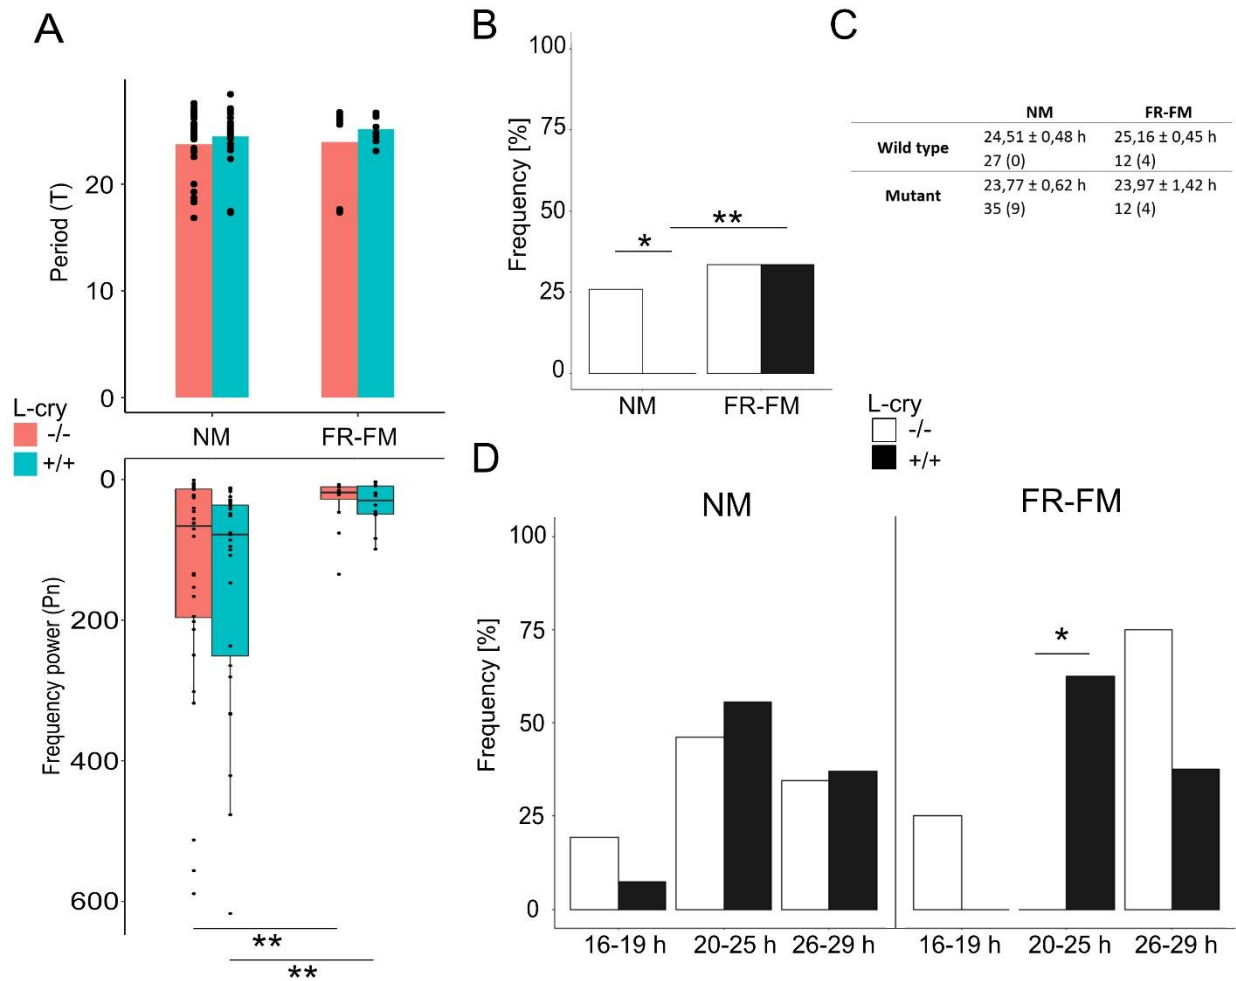 A
Period (T)
20
10
0
NM FR-FM
L-cry
-/-
+/+
0
200
400
600
Frequency power (Pn)
**
**
B
Frequency [%]
100
75
50
25
0
*
**
NM FR-FM
C
NM FR-FM
Wild type 24,51 ± 0,48 h 25,16 ± 0,45 h
27 (0) 12 (4)
Mutant 23,77 ± 0,62 h 23,97 ± 1,42 h
35 (9) 12 (4)
L-cry
-/-
+/+
D
NM FR-FM
Frequency [%]
100
75
50
25
0
*
16-19 h 20-25 h 26-29 h 16-19 h 20-25 h 26-29 h